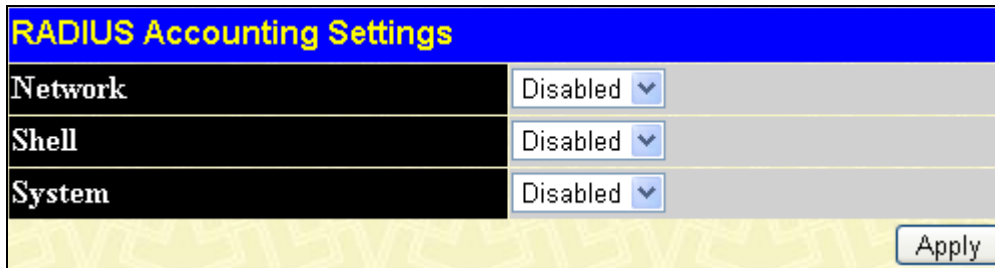 RADIUS Accounting Settings
Network Disabled
Shell Disabled
System Disabled
Apply